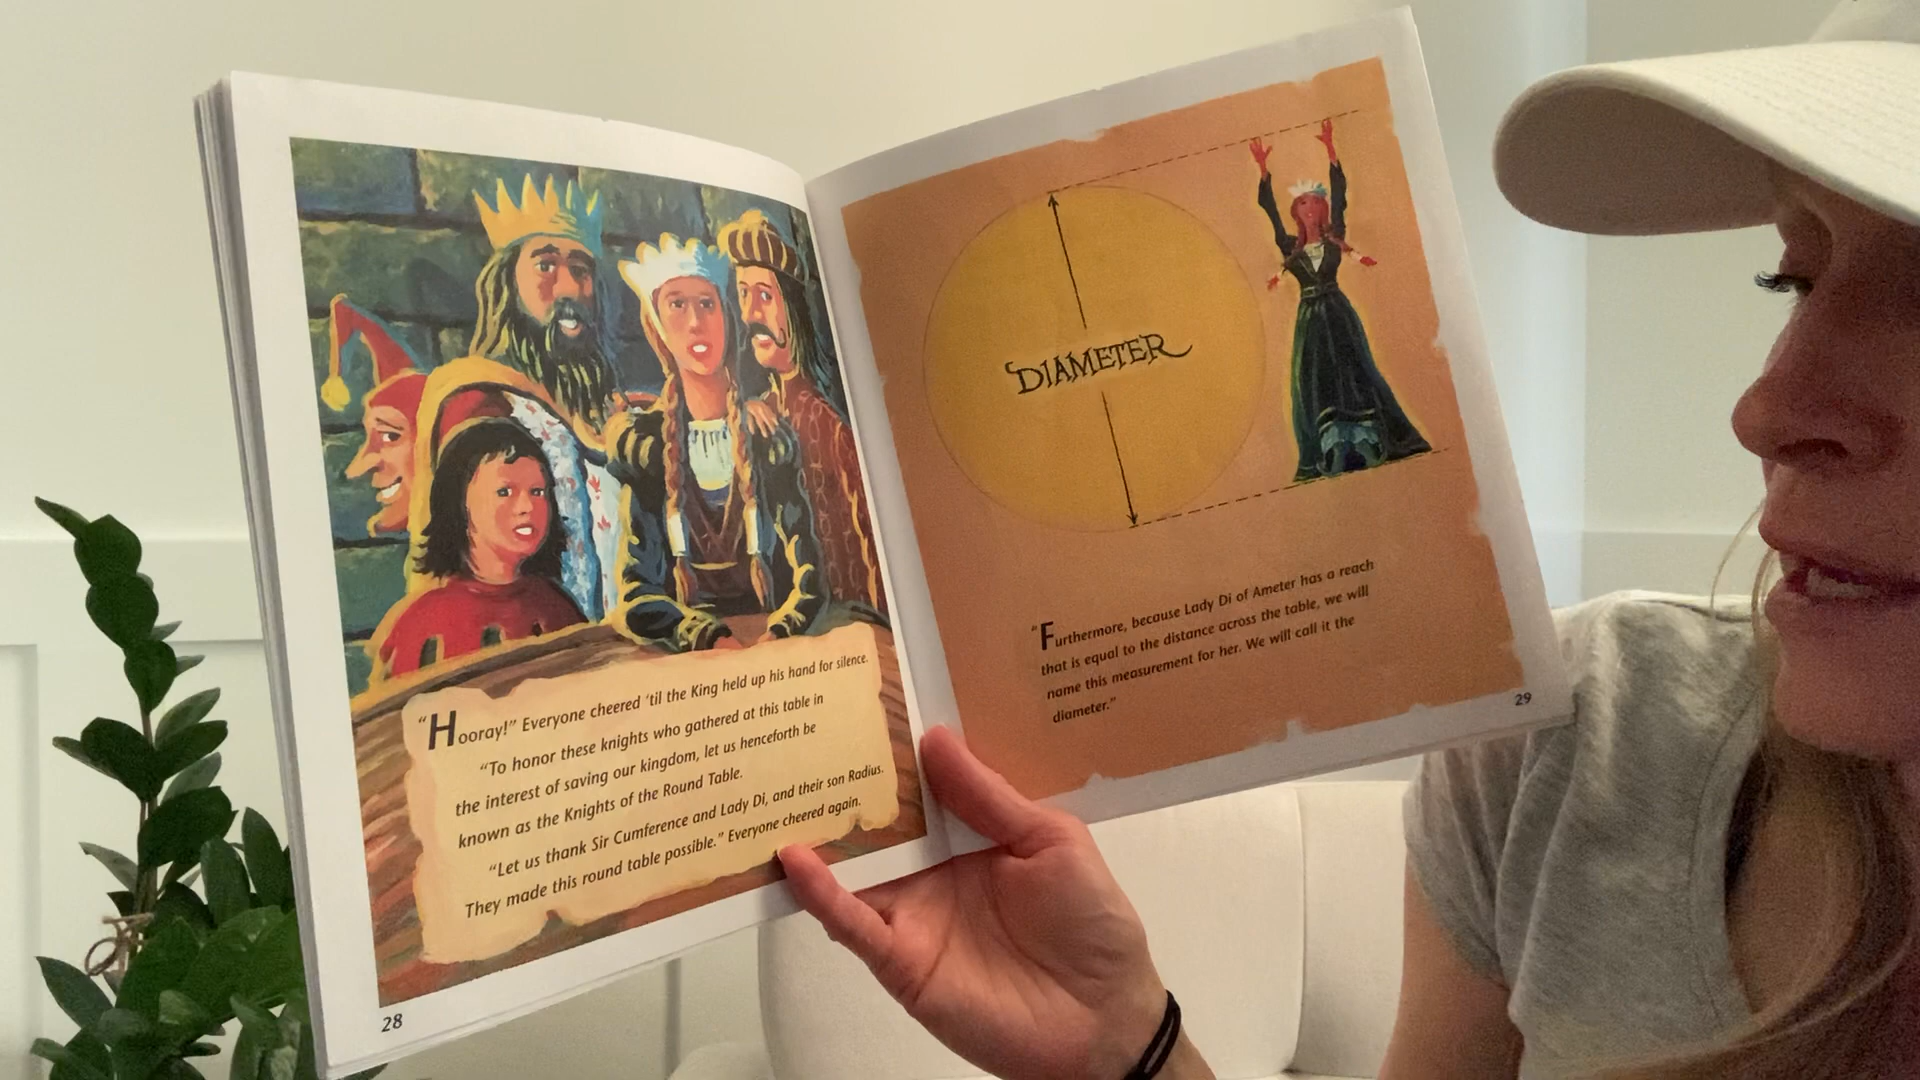 "Hooray!" Everyone cheered 'til the King held up his hand for silence.
"To honor these knights who gathered at this table in
the interest of saving our kingdom, let us henceforth be
known as the Knights of the Round Table.
"Let us thank Sir Cumference and Lady Di, and their son Radius.
They made this round table possible." Everyone cheered again.
28
DIAMETER
"Furthermore, because Lady Di of Ameter has a reach
that is equal to the distance across the table, we will
name this measurement for her. We will call it the
diameter."
29